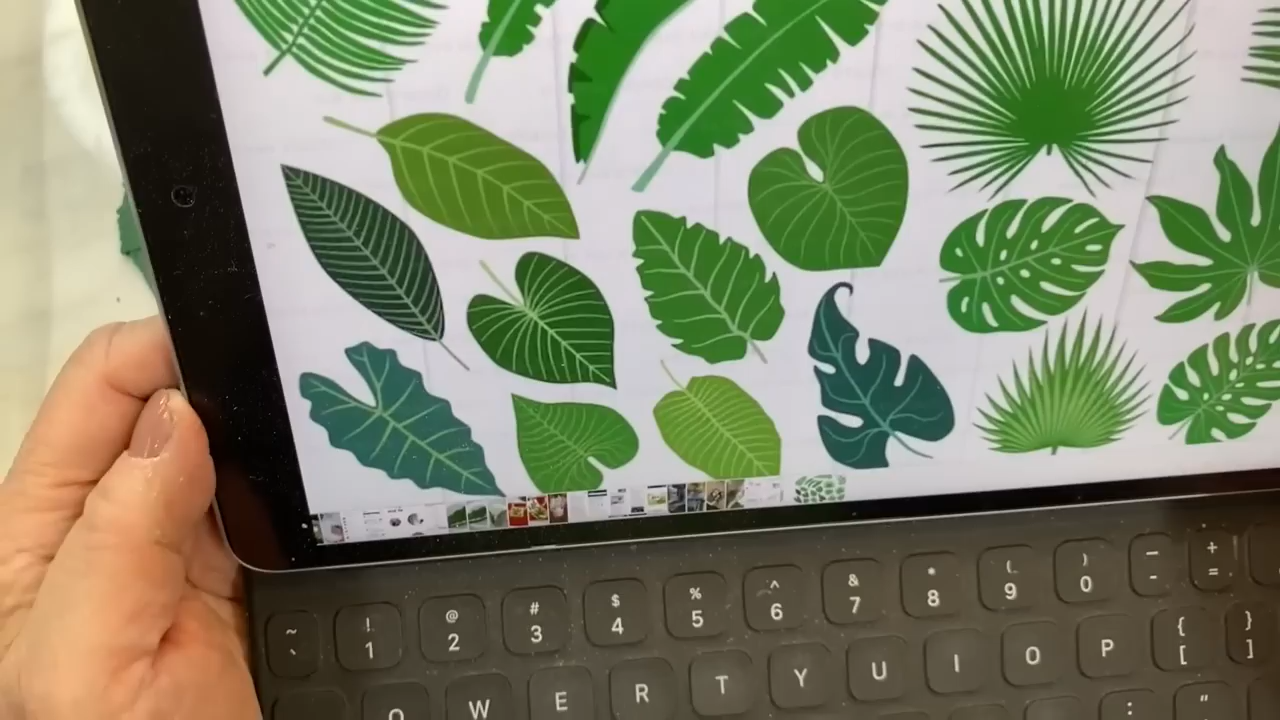 ~ ! @ # $ % ^ & * ( ) _ +
` 1 2 3 4 5 6 7 8 9 0 - =
W E R T Y U I O P { }
[ ]
: "